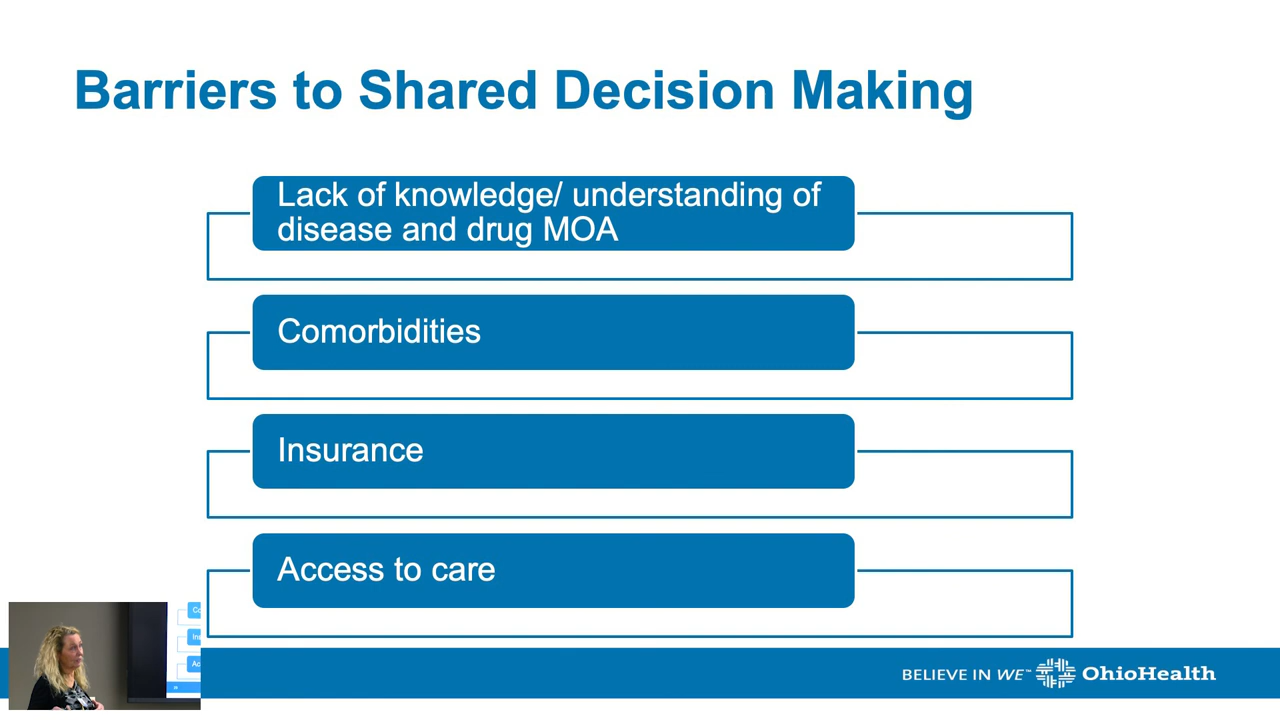 Barriers to Shared Decision Making
Lack of knowledge/ understanding of
disease and drug MOA
Comorbidities
Insurance
Access to care
BELIEVE IN WE™ OhioHealth